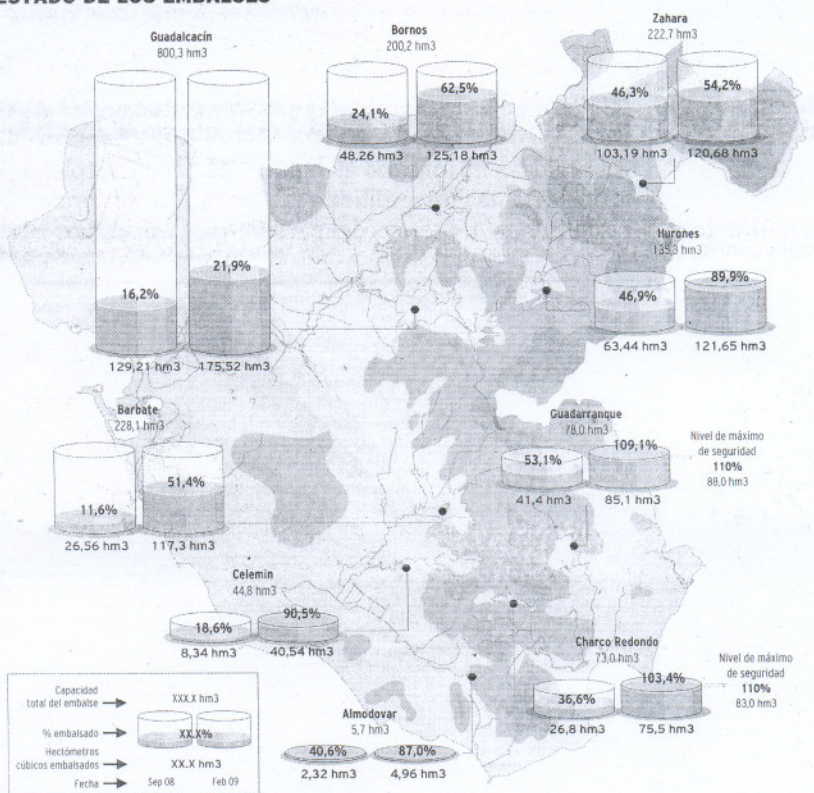 ESTADO DE LOS EMBALSES
Guadalcacín
800,3 hm3
16,2%
21,9%
129,21 hm3
175,52 hm3
Bornos
200,2 hm3
24,1%
62,5%
48,26 hm3
125,18 hm3
Zahara
222,7 hm3
46,3%
54,2%
103,19 hm3
120,68 hm3
Hurones
135,3 hm3
46,9%
89,9%
63,44 hm3
121,65 hm3
Barbate
228,1 hm3
11,6%
51,4%
26,56 hm3
117,3 hm3
Guadarranque
78,0 hm3
53,1%
109,1%
41,4 hm3
85,1 hm3
Nivel de máximo
de seguridad
110%
88,0 hm3
Celemin
44,8 hm3
18,6%
90,5%
8,34 hm3
40,54 hm3
Charco Redondo
73,0 hm3
36,6%
103,4%
26,8 hm3
75,5 hm3
Nivel de máximo
de seguridad
110%
83,0 hm3
Almodovar
5,7 hm3
40,6%
87,0%
2,32 hm3
4,96 hm3
Capacidad
total del embalse
XXX.X hm3
% embalsado
XX.X%
Hectómetros
cúbicos embalsados
XX.X hm3
Fecha
Sep 08
Feb 09